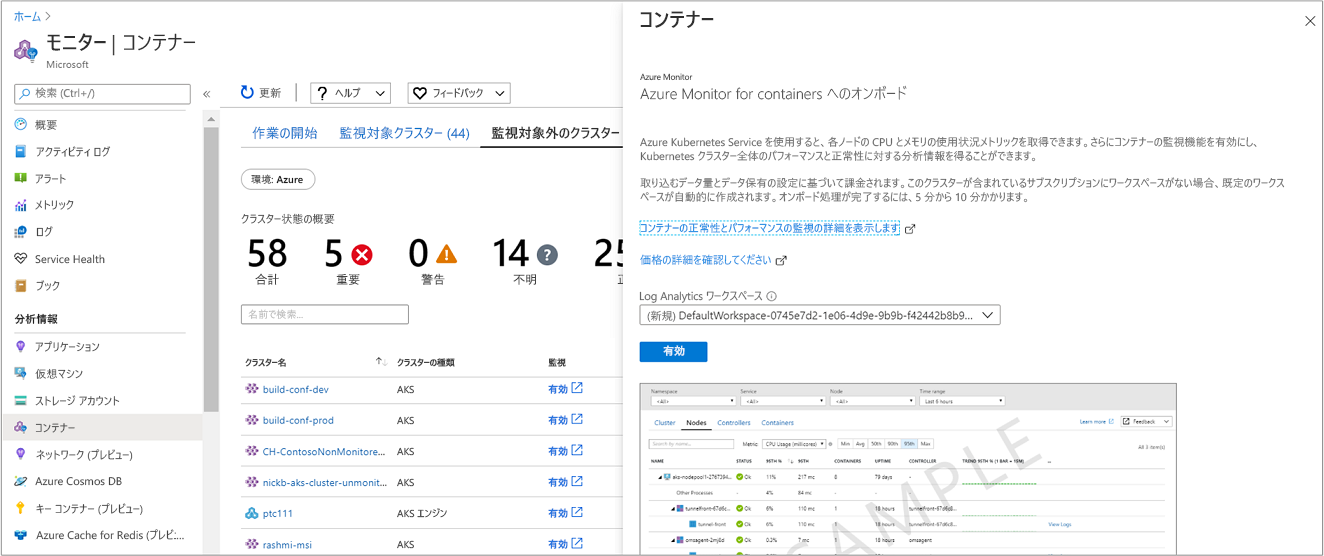 ホーム
モニター | コンテナー
Microsoft
検索 (Ctrl+/)
概要
アクティビティ ログ
アラート
メトリック
ログ
Service Health
ブック
分析情報
アプリケーション
仮想マシン
ストレージ アカウント
コンテナー
ネットワーク (プレビュー)
Azure Cosmos DB
キー コンテナー (プレビュー)
Azure Cache for Redis (プレビ...
更新
ヘルプ
フィードバック
作業の開始 監視対象クラスター (44) 監視対象外のクラスター
環境: Azure
クラスター状態の概要
58 5 0 14 25
合計 重要 警告 不明
名前で検索...
クラスター名 クラスターの種類 監視
build-conf-dev AKS 有効
build-conf-prod AKS 有効
CH-ContosoNonMonitore... AKS 有効
nickb-aks-cluster-unmonit... AKS 有効
ptc111 AKS エンジン 有効
rashmi-msi AKS 有効
コンテナー
Azure Monitor
Azure Monitor for containers へのオンボード
Azure Kubernetes Service を使用すると、各ノードの CPU とメモリの使用状況メトリックを取得できます。さらにコンテナーの監視機能を有効にし、
Kubernetes クラスター全体のパフォーマンスと正常性に対する分析情報を得ることができます。
取り込むデータ量とデータ保有の設定に基づいて課金されます。このクラスターが含まれているサブスクリプションにワークスペースがない場合、既定のワークス
ペースが自動的に作成されます。オンボード処理が完了するには、5 分から 10 分かかります。
コンテナーの正常性とパフォーマンスの監視の詳細を表示します
価格の詳細を確認してください
Log Analytics ワークスペース
(新規) DefaultWorkspace-0745e7d2-1e06-4d9e-9b9b-f42442b8b9...
有効
Namespace Service Node Time range
<All> <All> <All> Last 6 hours
Cluster Nodes Controllers Containers Learn more Feedback
Search by name... Metric CPU Usage (millicores) Min Avg 50th 90th 95th Max All 3 item(s)
NAME STATUS 95TH % 95TH CONTAINERS UPTIME CONTROLLER TREND 95TH % (1 BAR = 15M)
aks-nodepool1-2767394... Ok 11% 217 mc 8 79 days -
Other Processes - 4% 84 mc - - -
tunnelfront-67d6c... Ok 6% 110 mc 1 18 hours tunnelfront-67d6c8...
tunnel-front Ok 6% 110 mc 1 18 hours tunnelfront-67d6c8... View Logs
omsagent-2mj8d Ok 0.3% 7 mc 1 18 hours omsagent
SAMPLE